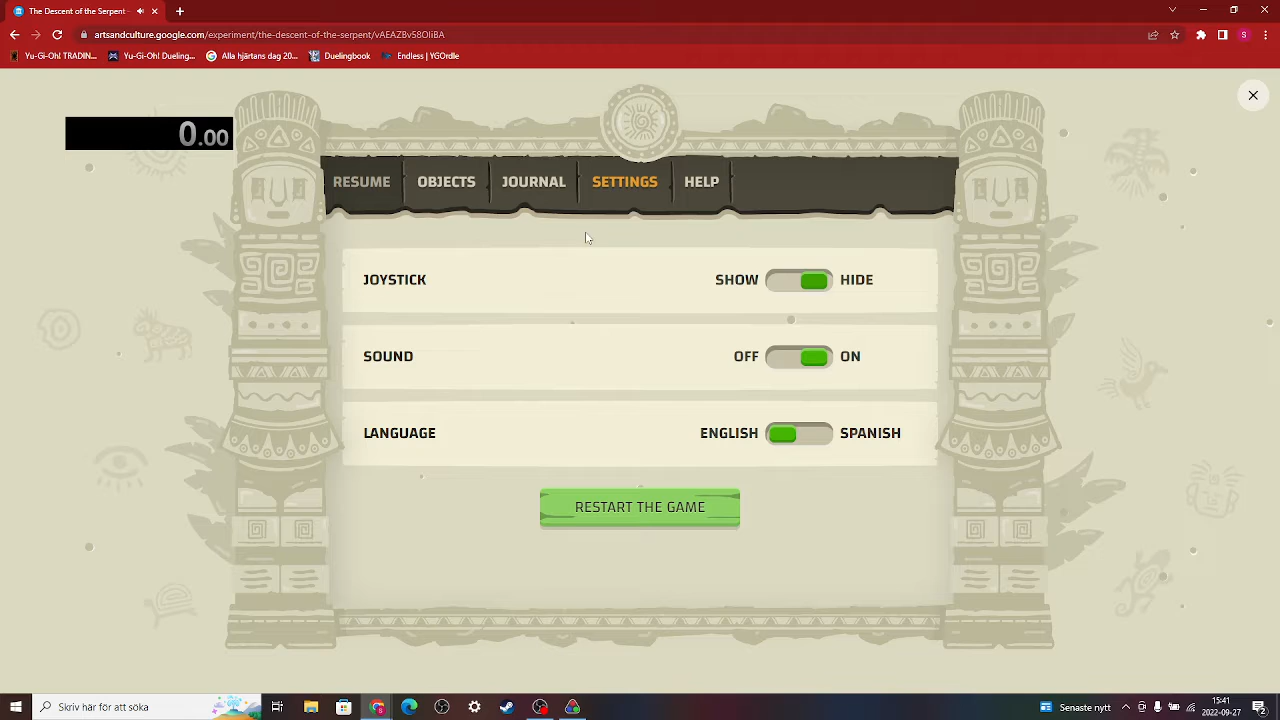 The Descent of the Serpent -
artsandculture.google.com/experiment/the-descent-of-the-serpent/vAEAZBv58OIiBA
Yu-Gi-Oh! TRADIN...
Yu-Gi-Oh! Dueling...
Alla hjärtans dag 20...
Duelingbook
Endless | YGOrdle
0.00
RESUME
OBJECTS
JOURNAL
SETTINGS
HELP
JOYSTICK
SHOW
HIDE
SOUND
OFF
ON
LANGUAGE
ENGLISH
SPANISH
RESTART THE GAME
Skriv här för att söka
Senaste nytt
15:41
2022-09-27